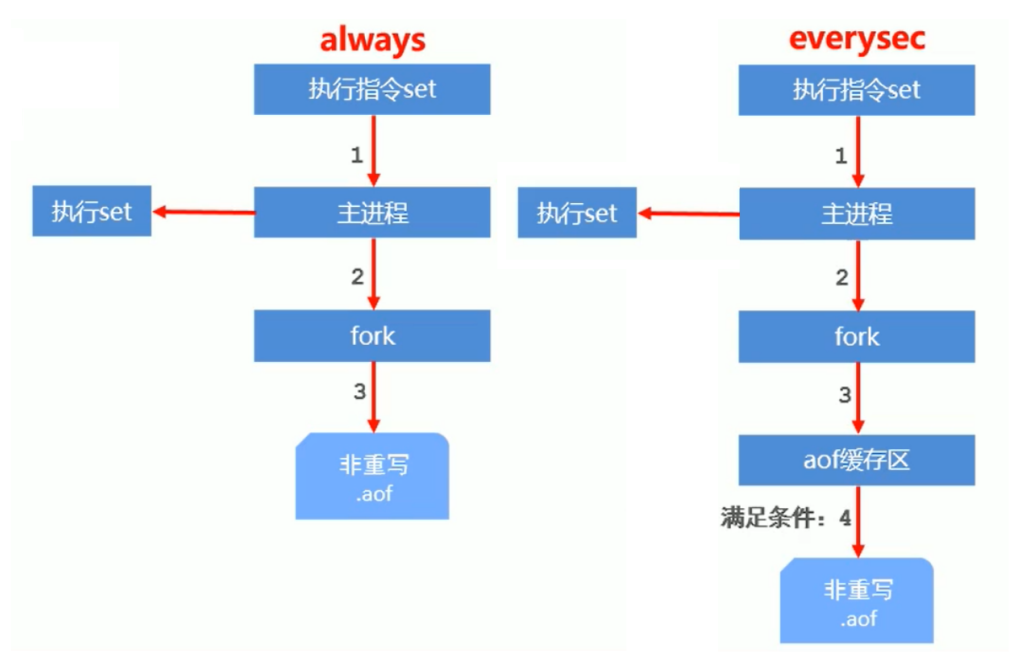 always
执行指令set
1
执行set
主进程
2
fork
3
非重写
.aof
everysec
执行指令set
1
执行set
主进程
2
fork
3
aof缓存区
满足条件：4
非重写
.aof